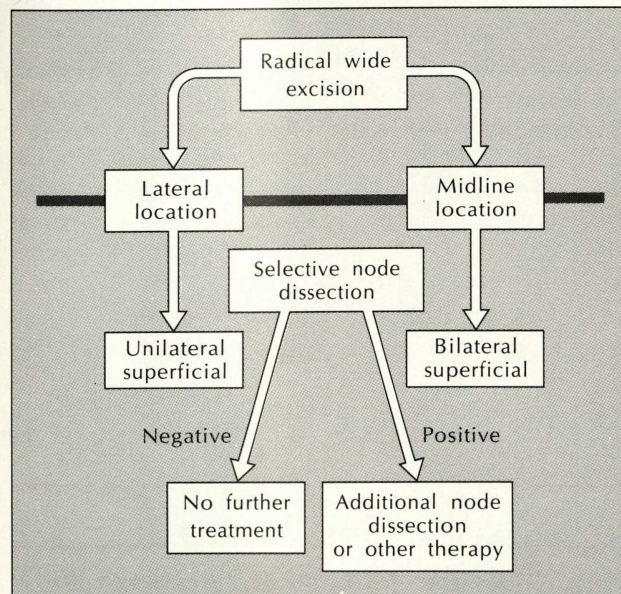 Radical wide
excision
Lateral
location
Midline
location
Selective node
dissection
Unilateral
superficial
Bilateral
superficial
Negative
Positive
No further
treatment
Additional node
dissection
or other therapy